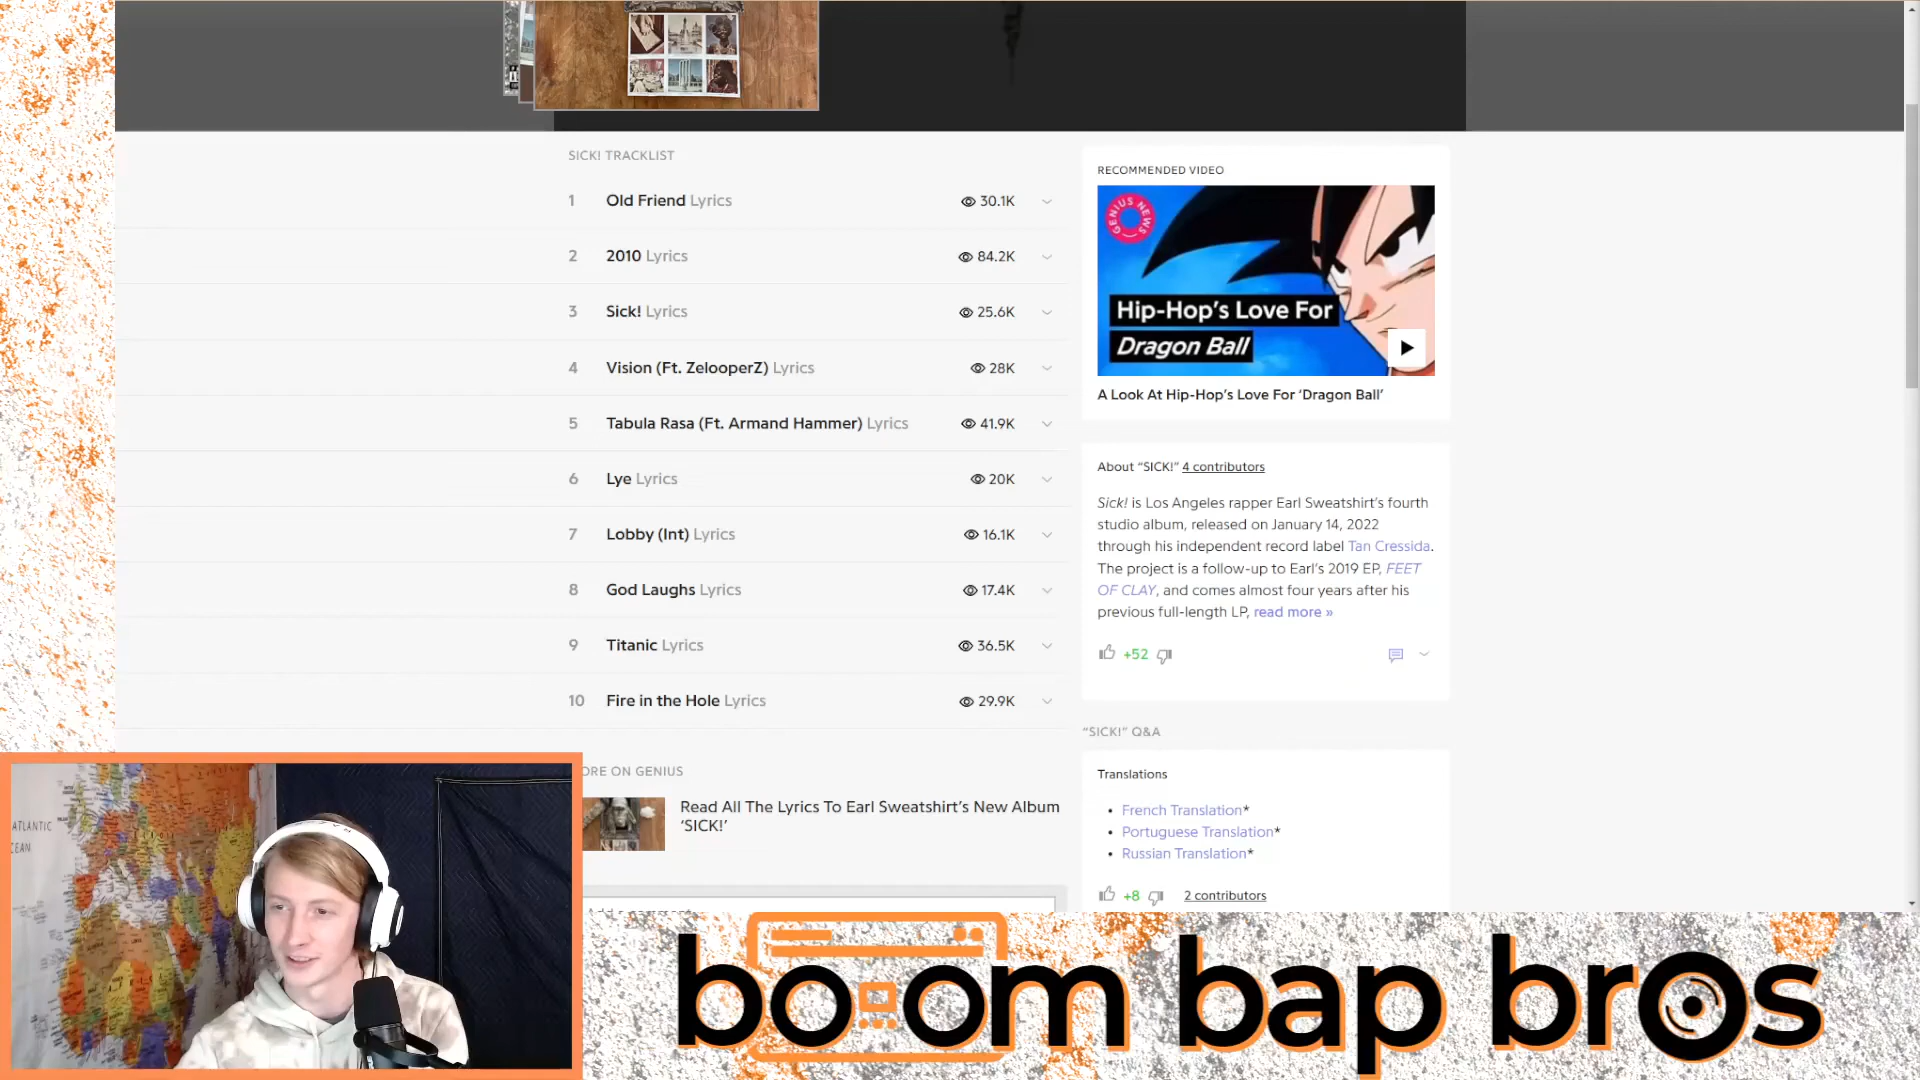 SICK! TRACKLIST
1 Old Friend Lyrics 30.1K
2 2010 Lyrics 84.2K
3 Sick! Lyrics 25.6K
4 Vision (Ft. ZelooperZ) Lyrics 28K
5 Tabula Rasa (Ft. Armand Hammer) Lyrics 41.9K
6 Lye Lyrics 20K
7 Lobby (Int) Lyrics 16.1K
8 God Laughs Lyrics 17.4K
9 Titanic Lyrics 36.5K
10 Fire in the Hole Lyrics 29.9K
ORE ON GENIUS
Read All The Lyrics To Earl Sweatshirt's New Album
'SICK!'
RECOMMENDED VIDEO
GENIUS NEWS
Hip-Hop's Love For
Dragon Ball
A Look At Hip-Hop's Love For 'Dragon Ball'
About “SICK!” 4 contributors
Sick! is Los Angeles rapper Earl Sweatshirt's fourth
studio album, released on January 14, 2022
through his independent record label Tan Cressida.
The project is a follow-up to Earl's 2019 EP, FEET
OF CLAY, and comes almost four years after his
previous full-length LP, read more »
+52
“SICK!” Q&A
Translations
• French Translation*
• Portuguese Translation*
• Russian Translation*
+8 2 contributors
ATLANTIC
CEAN
boom bap bros